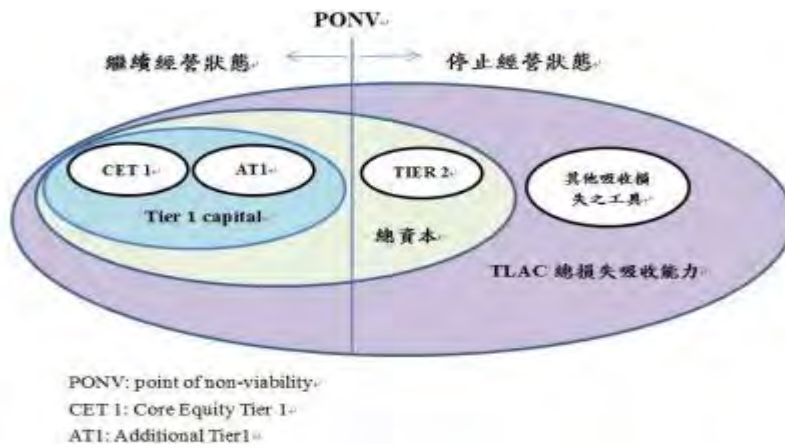 PONV
繼續經營狀態
停止經營狀態
CET 1
AT1
TIER 2
其他吸收損
失之工具
Tier 1 capital
總資本
TLAC 總損失吸收能力
PONV: point of non-viability
CET 1: Core Equity Tier 1
AT1: Additional Tier1